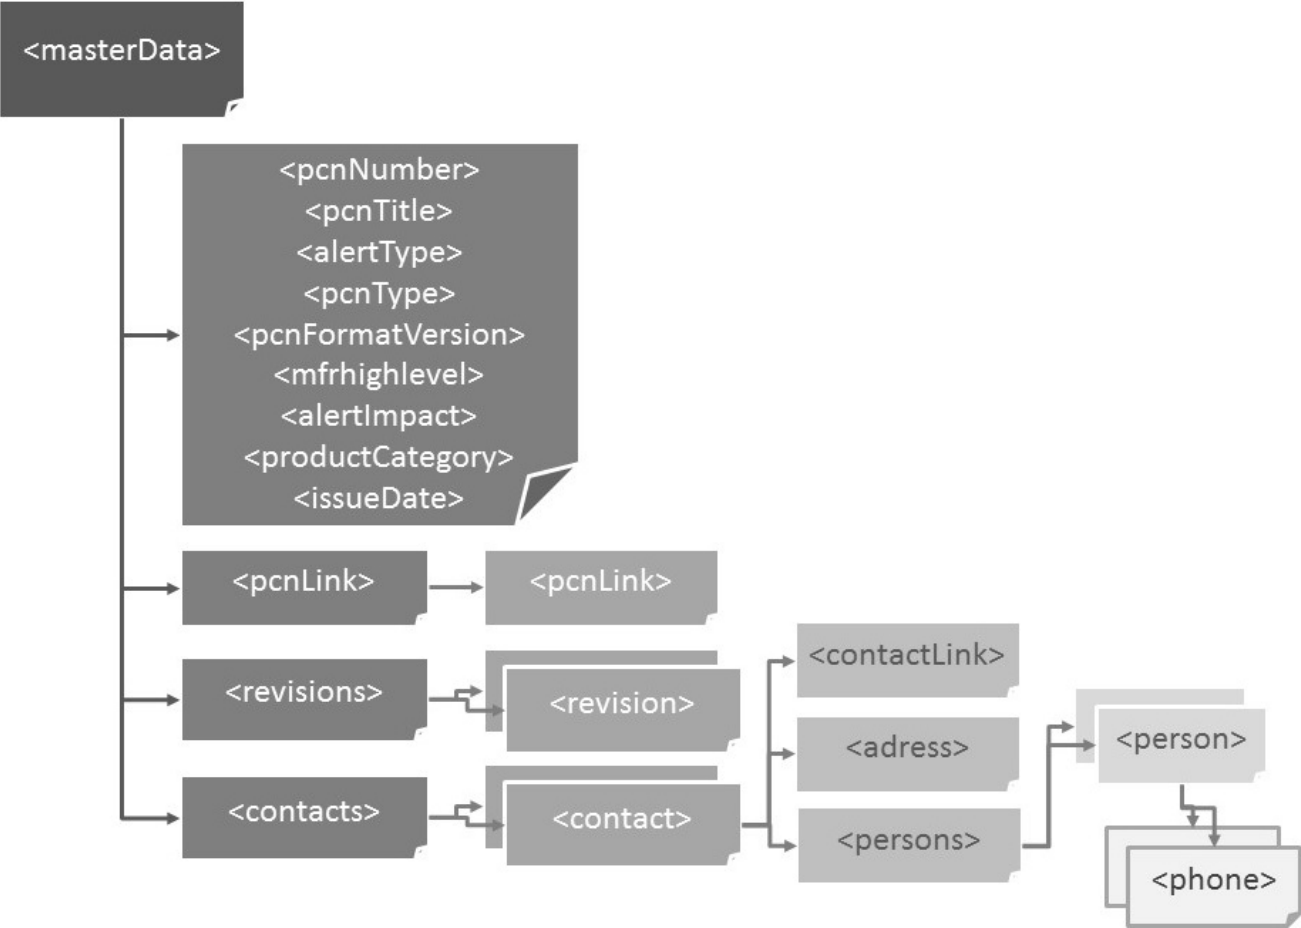 <masterData>
<pcnNumber>
<pcnTitle>
<alertType>
<pcnType>
<pcnFormatVersion>
<mfrhighlevel>
<alertImpact>
<productCategory>
<issueDate>
<pcnLink>
<pcnLink>
<revisions>
<revision>
<contacts>
<contact>
<contactLink>
<adress>
<persons>
<person>
<phone>